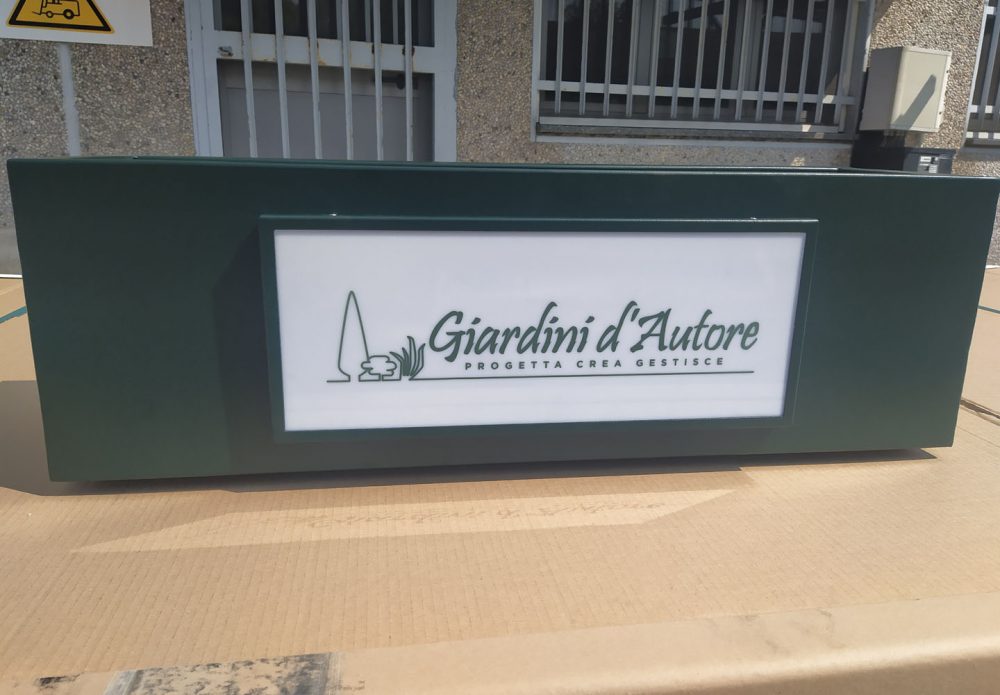 Giardini d'Autore
PROGETTA CREA GESTISCE